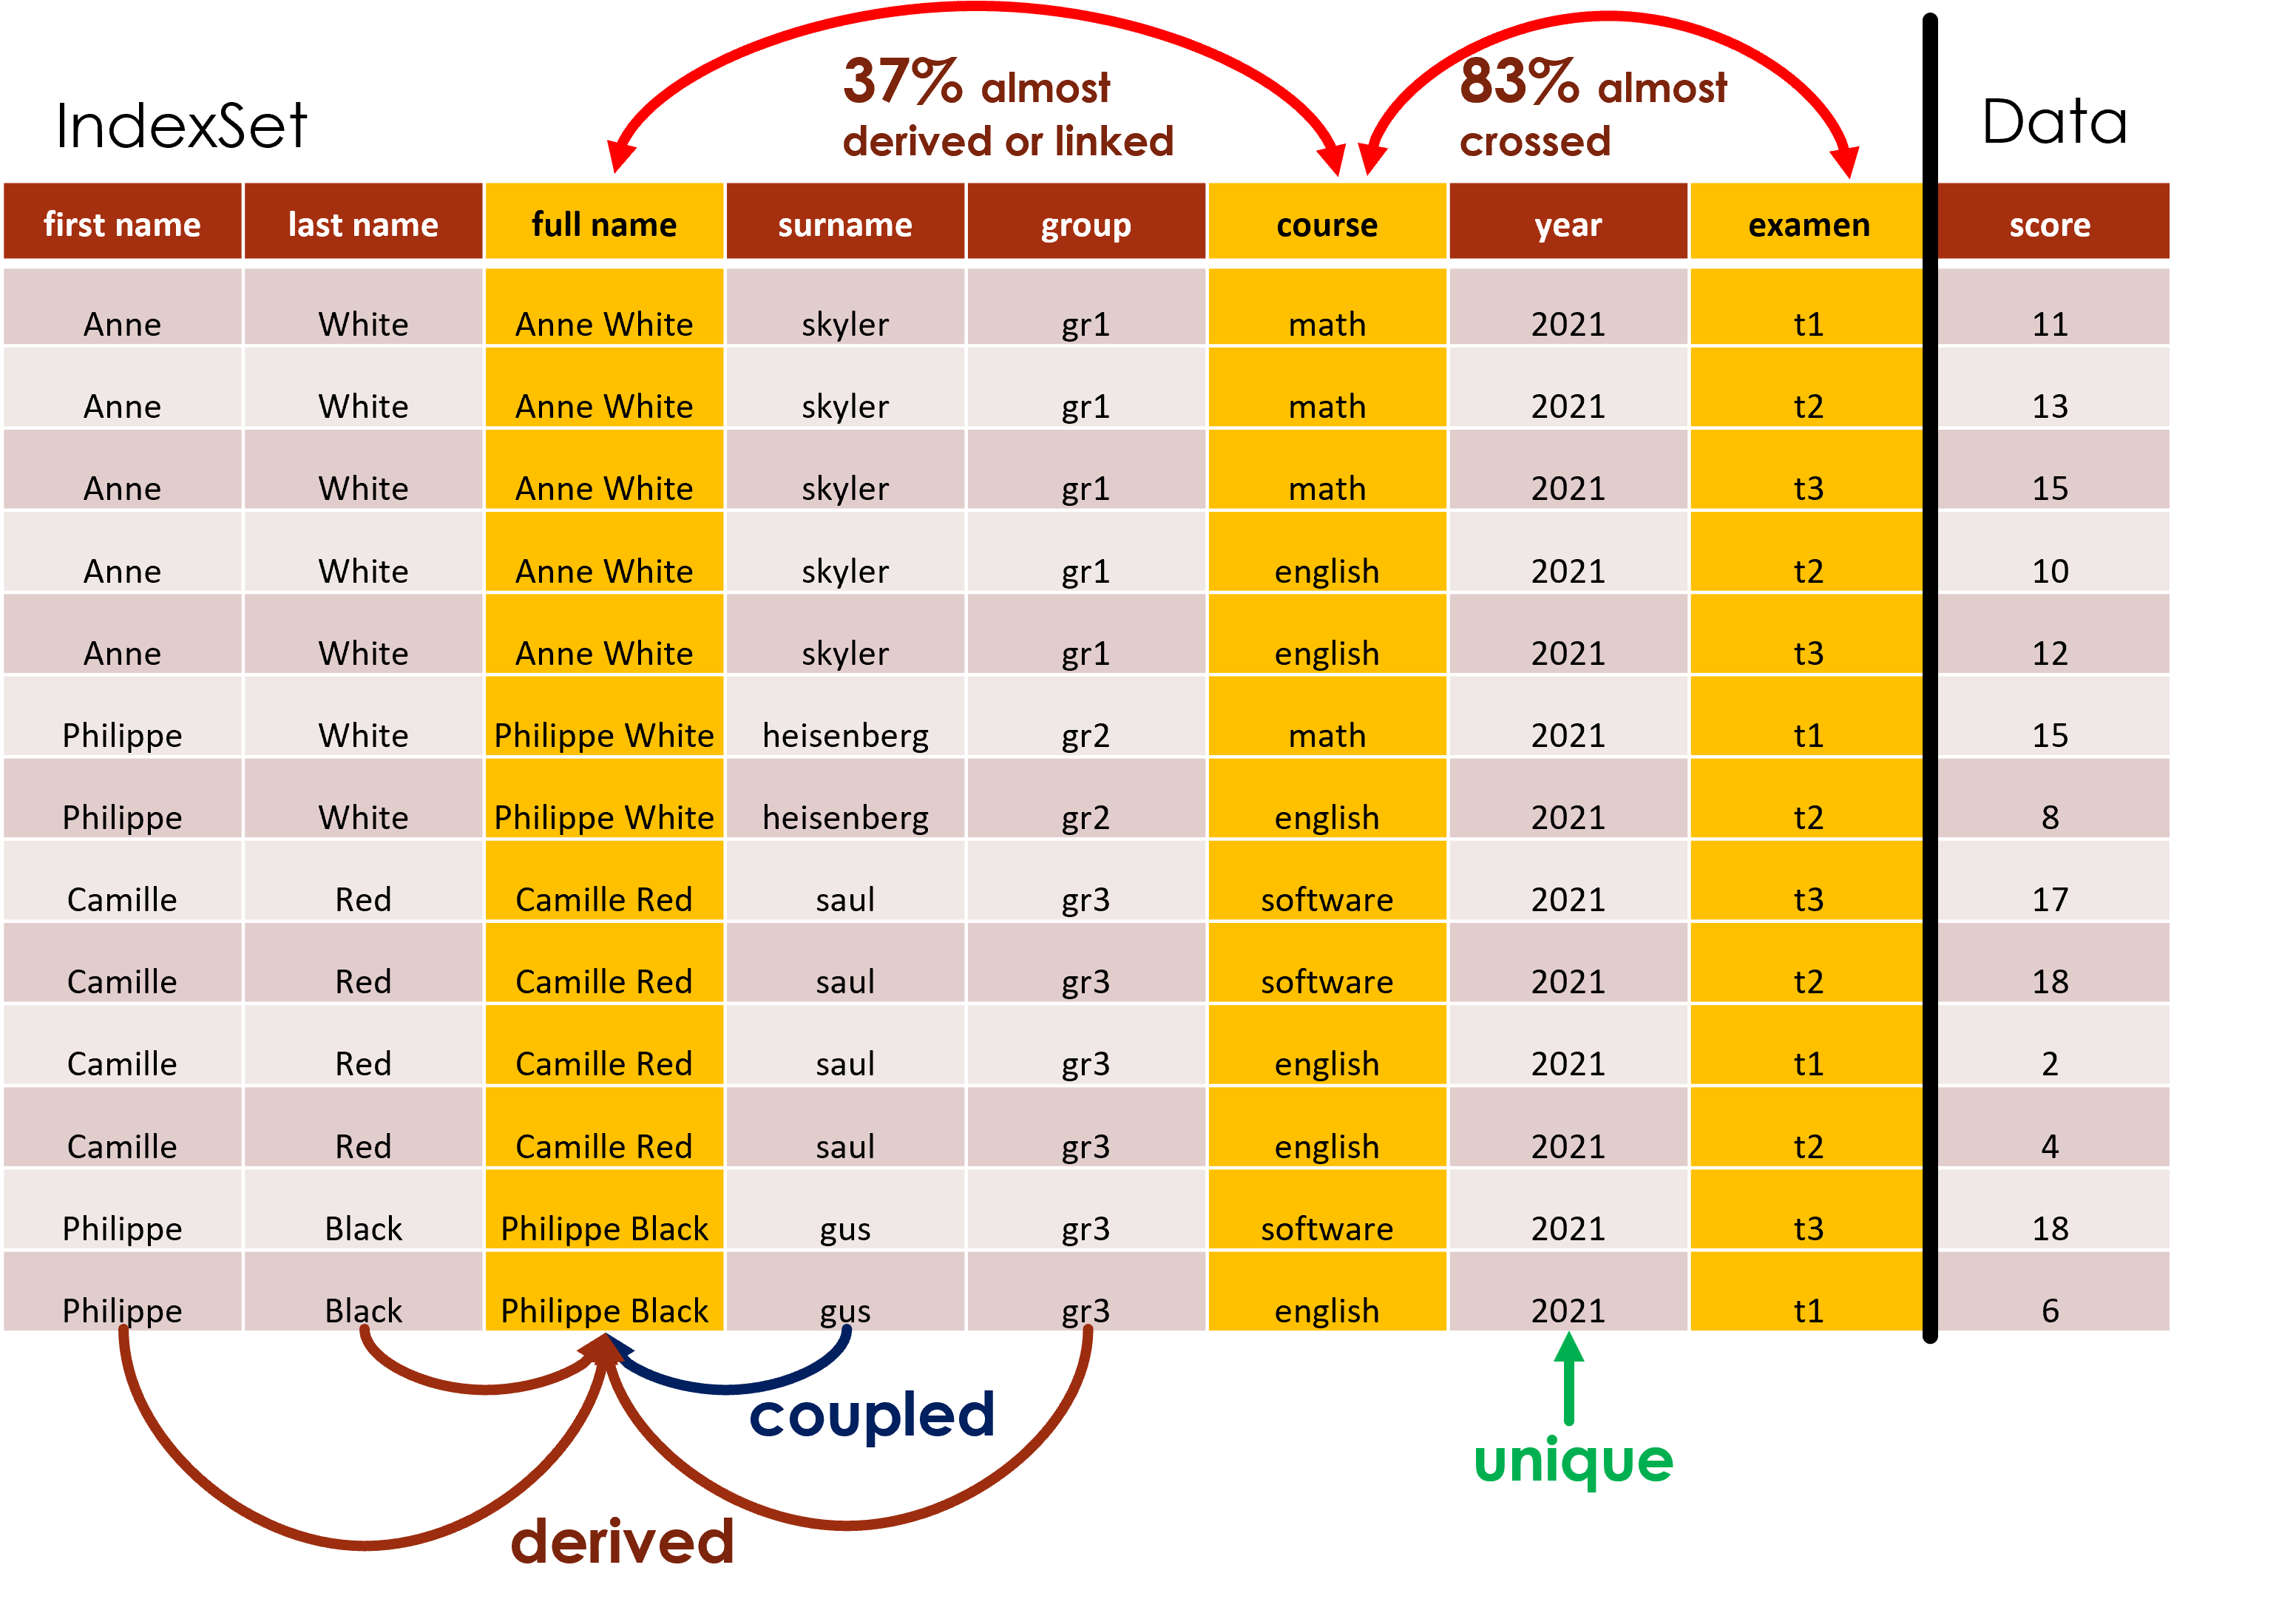 IndexSet
37% almost
derived or linked
83% almost
crossed
Data
first name last name full name surname group course year examen score
Anne White Anne White skyler gr1 math 2021 t1 11
Anne White Anne White skyler gr1 math 2021 t2 13
Anne White Anne White skyler gr1 math 2021 t3 15
Anne White Anne White skyler gr1 english 2021 t2 10
Anne White Anne White skyler gr1 english 2021 t3 12
Philippe White Philippe White heisenberg gr2 math 2021 t1 15
Philippe White Philippe White heisenberg gr2 english 2021 t2 8
Camille Red Camille Red saul gr3 software 2021 t3 17
Camille Red Camille Red saul gr3 software 2021 t2 18
Camille Red Camille Red saul gr3 english 2021 t1 2
Camille Red Camille Red saul gr3 english 2021 t2 4
Philippe Black Philippe Black gus gr3 software 2021 t3 18
Philippe Black Philippe Black gus gr3 english 2021 t1 6
coupled
unique
derived